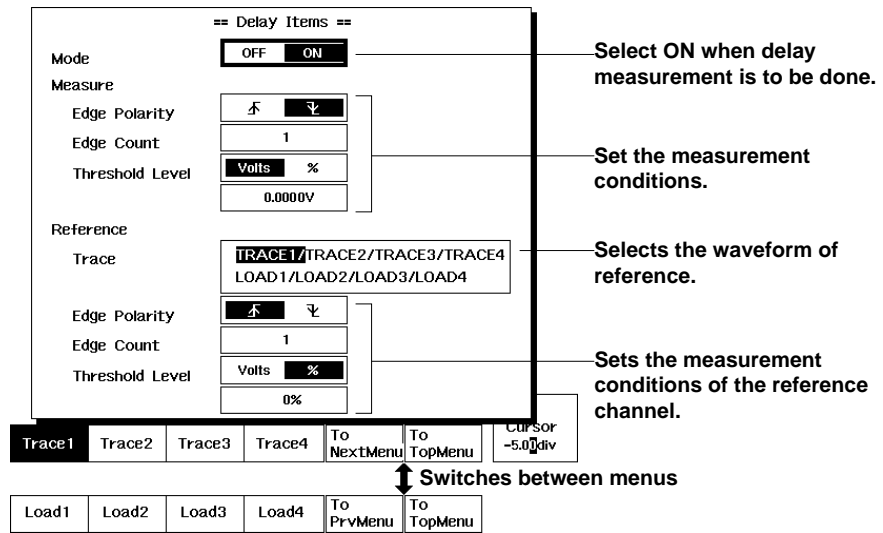 == Delay Items ==
Mode
OFF ON
Select ON when delay
measurement is to be done.
Measure
Edge Polarity
Edge Count
1
Threshold Level
Volts %
0.0000V
Set the measurement
conditions.
Reference
Trace
TRACE1/TRACE2/TRACE3/TRACE4
LOAD1/LOAD2/LOAD3/LOAD4
Selects the waveform of
reference.
Edge Polarity
Edge Count
1
Threshold Level
Volts %
0%
Sets the measurement
conditions of the reference
channel.
Trace1
Trace2
Trace3
Trace4
To
NextMenu
To
TopMenu
Cursor
-5.00div
Switches between menus
Load1
Load2
Load3
Load4
To
PrvMenu
To
TopMenu